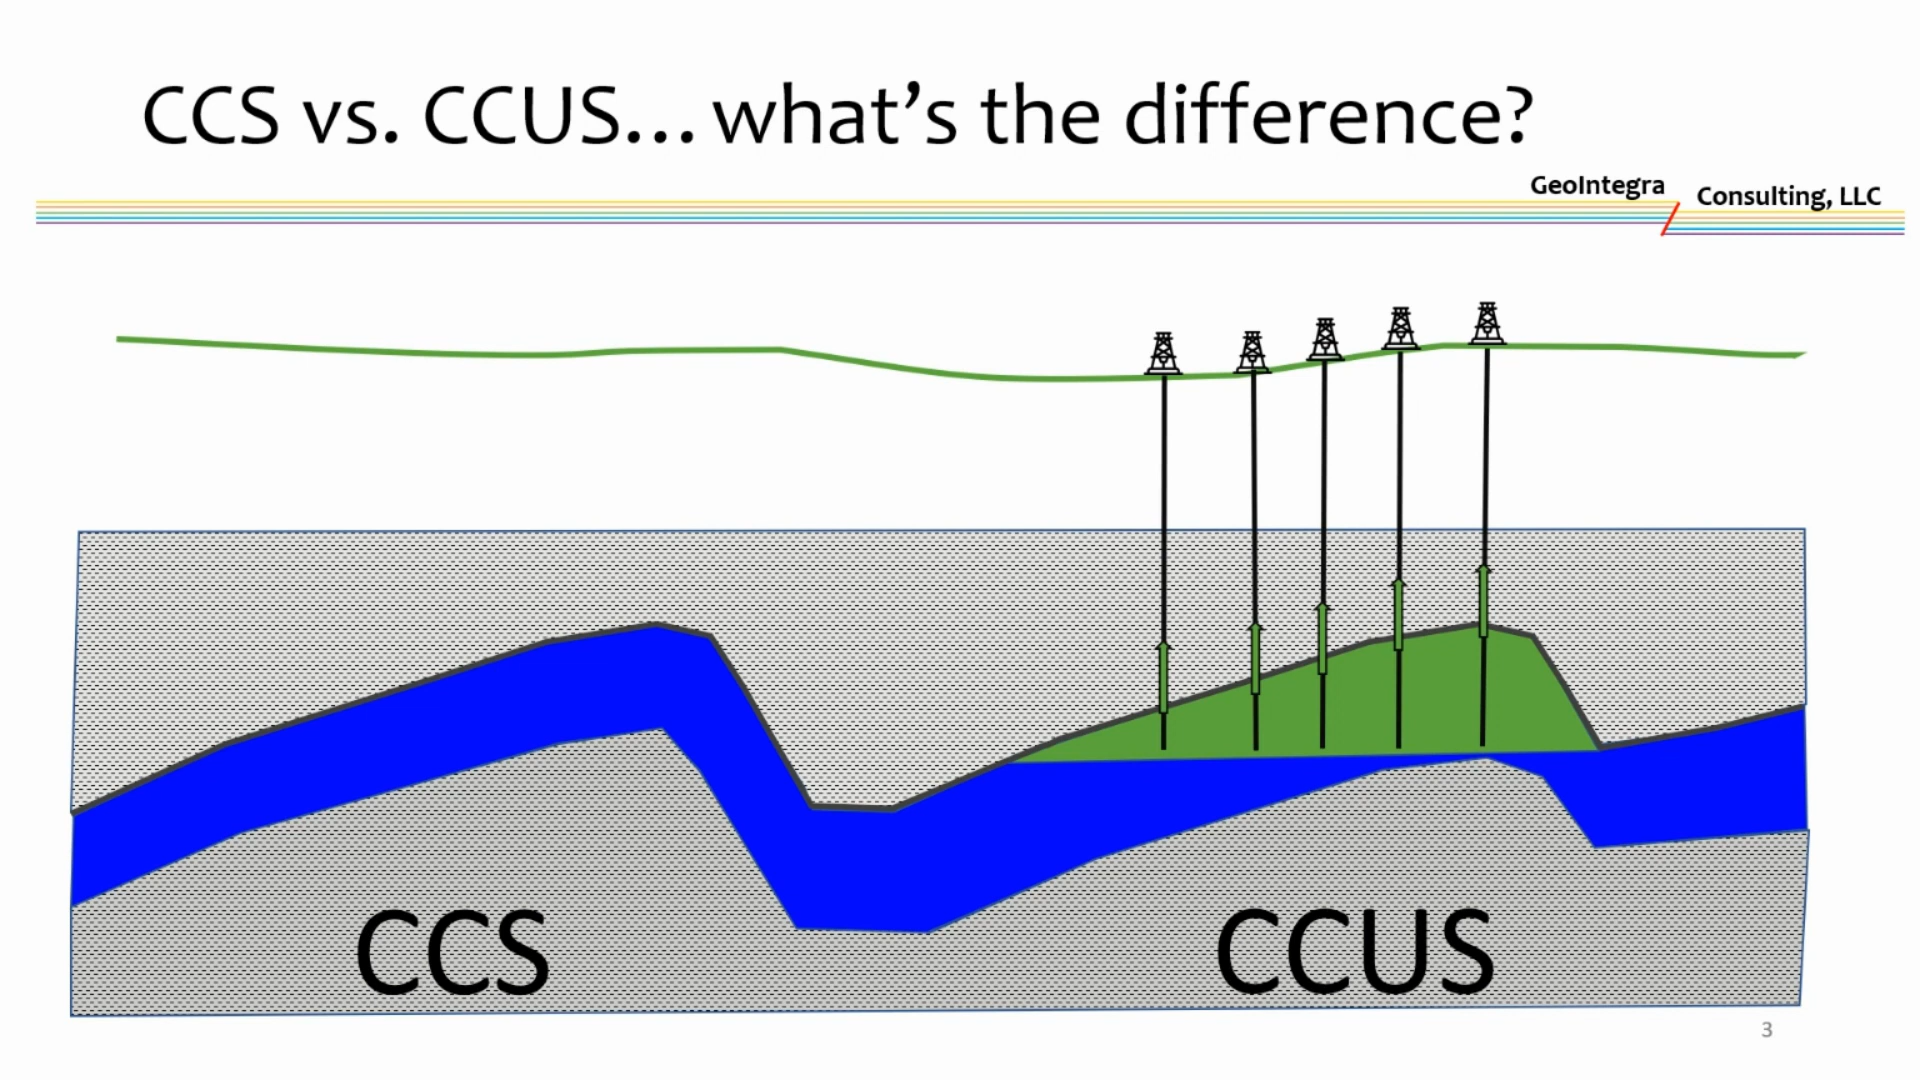 CCS vs. CCUS... what's the difference?
GeoIntegra Consulting, LLC
CCS
CCUS
3